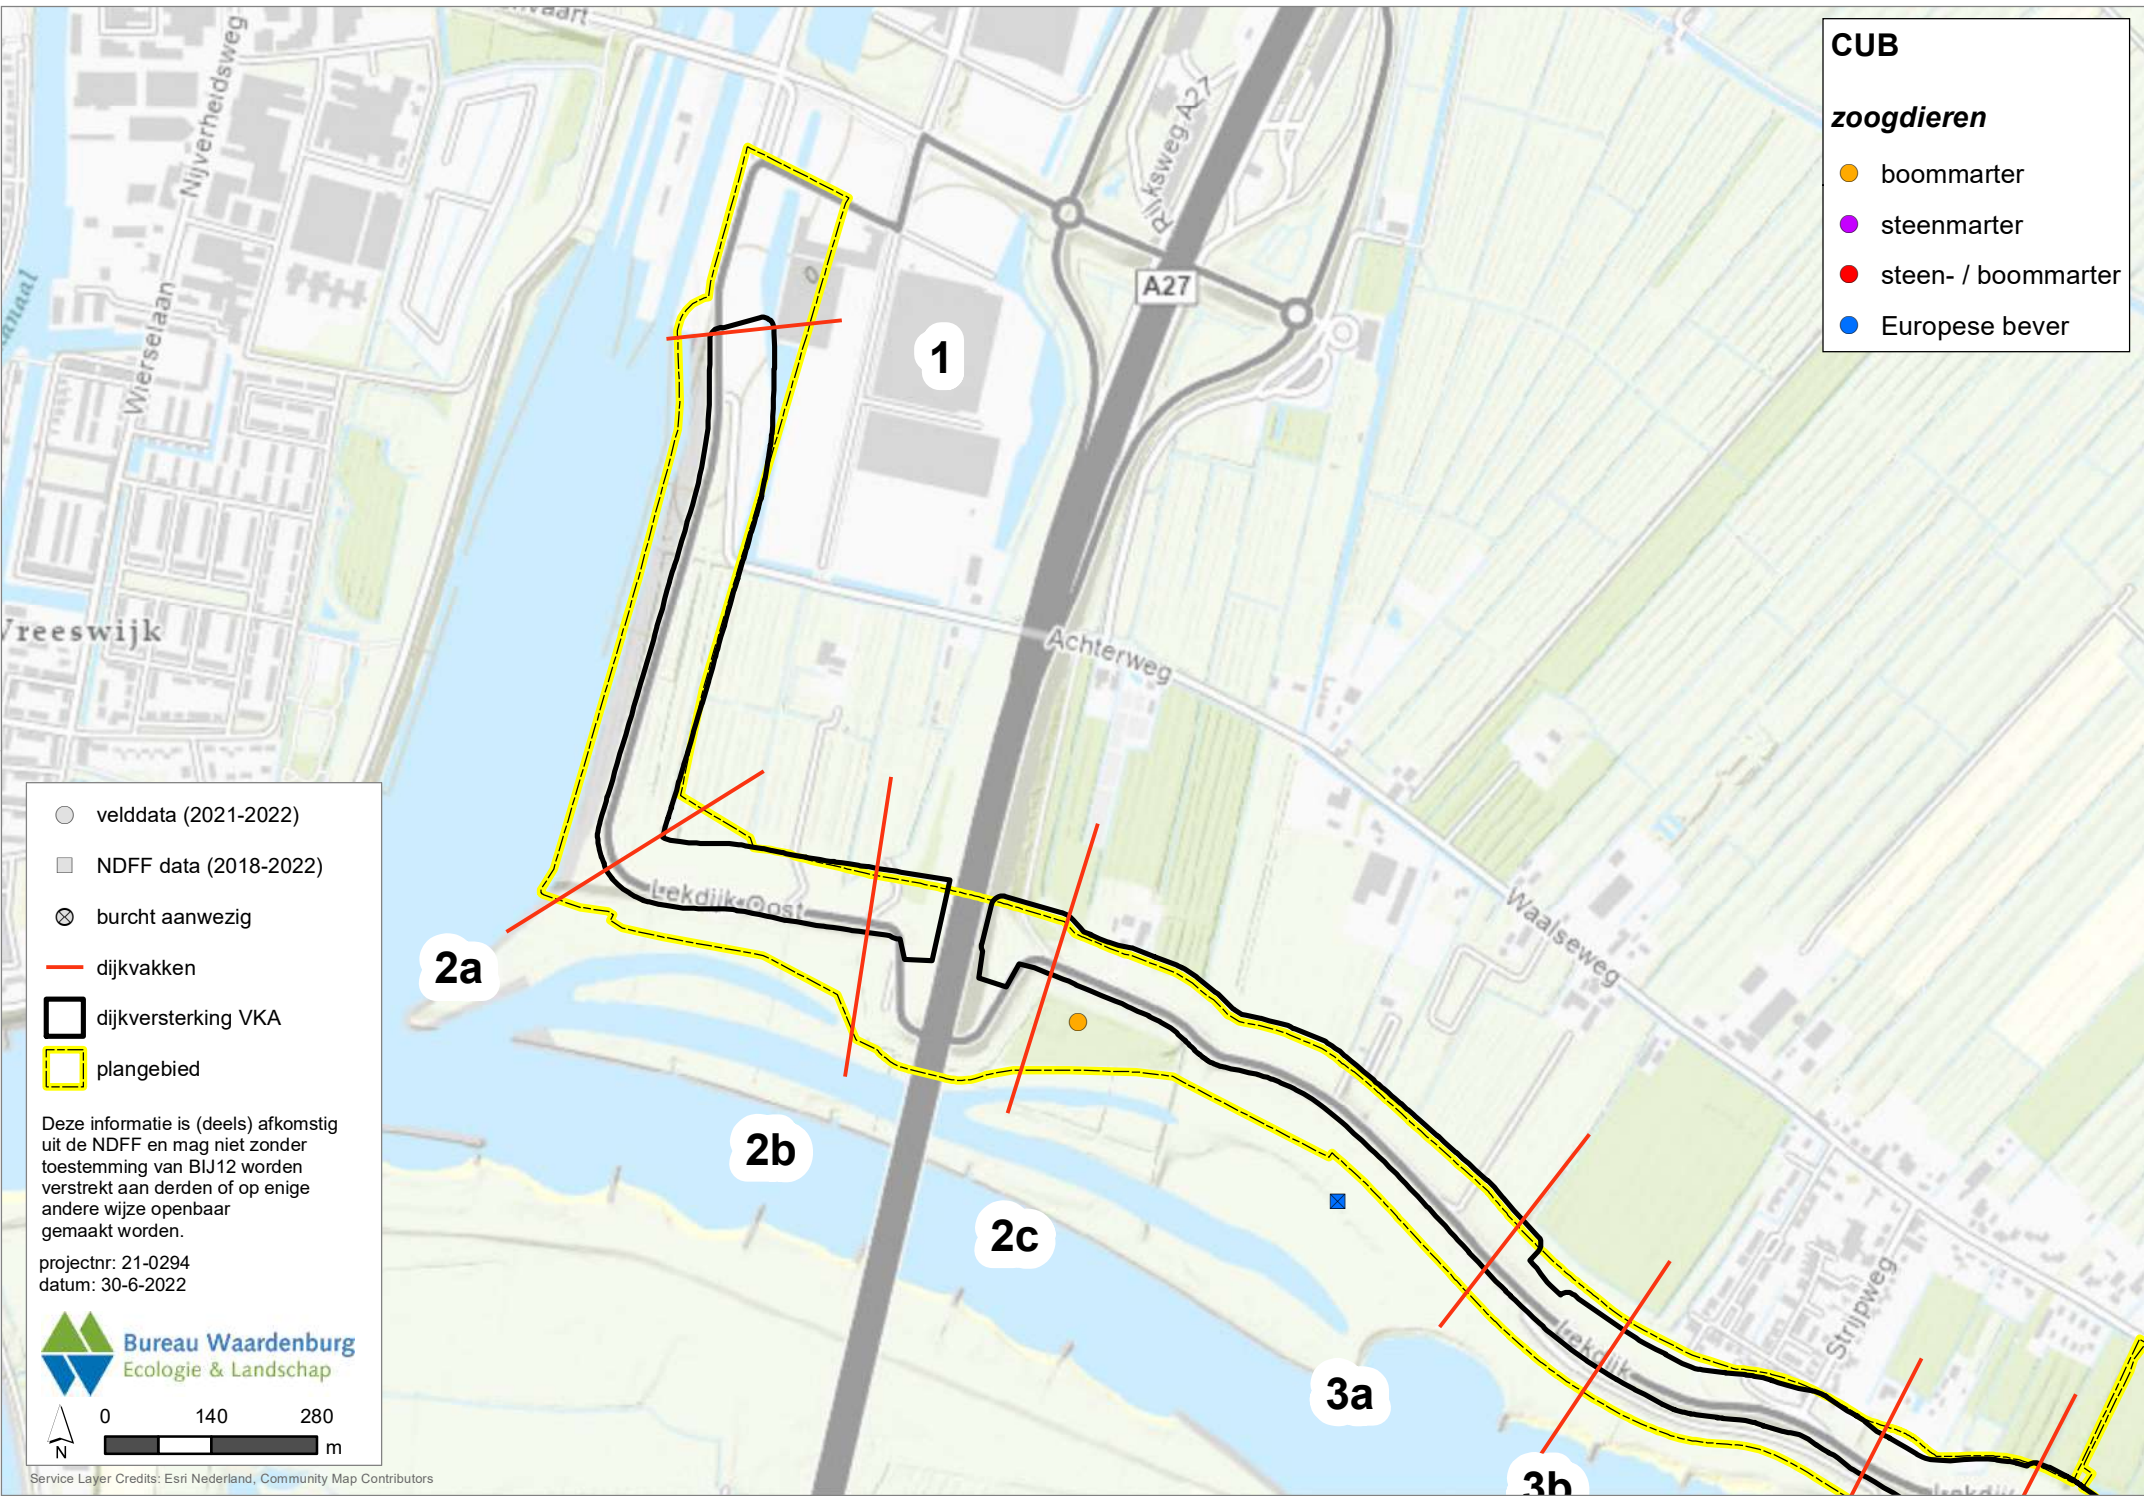 CUB
zoogdieren
boommarter
steenmarter
steen- / boommarter
Europese bever
Nijverheidsweg
Rijksweg A27
A27
Wierselaan
1
Vreeswijk
Achterweg
Lekdijk-Oost
Waalseweg
2a
2b
2c
3a
3b
Lekdijk
Strijpweg
Lekdijk
velddata (2021-2022)
NDFF data (2018-2022)
burcht aanwezig
dijkvakken
dijkversterking VKA
plangebied
Deze informatie is (deels) afkomstig
uit de NDFF en mag niet zonder
toestemming van BIJ12 worden
verstrekt aan derden of op enige
andere wijze openbaar
gemaakt worden.
projectnr: 21-0294
datum: 30-6-2022
Bureau Waardenburg
Ecologie & Landschap
0 140 280
m
N
Service Layer Credits: Esri Nederland, Community Map Contributors